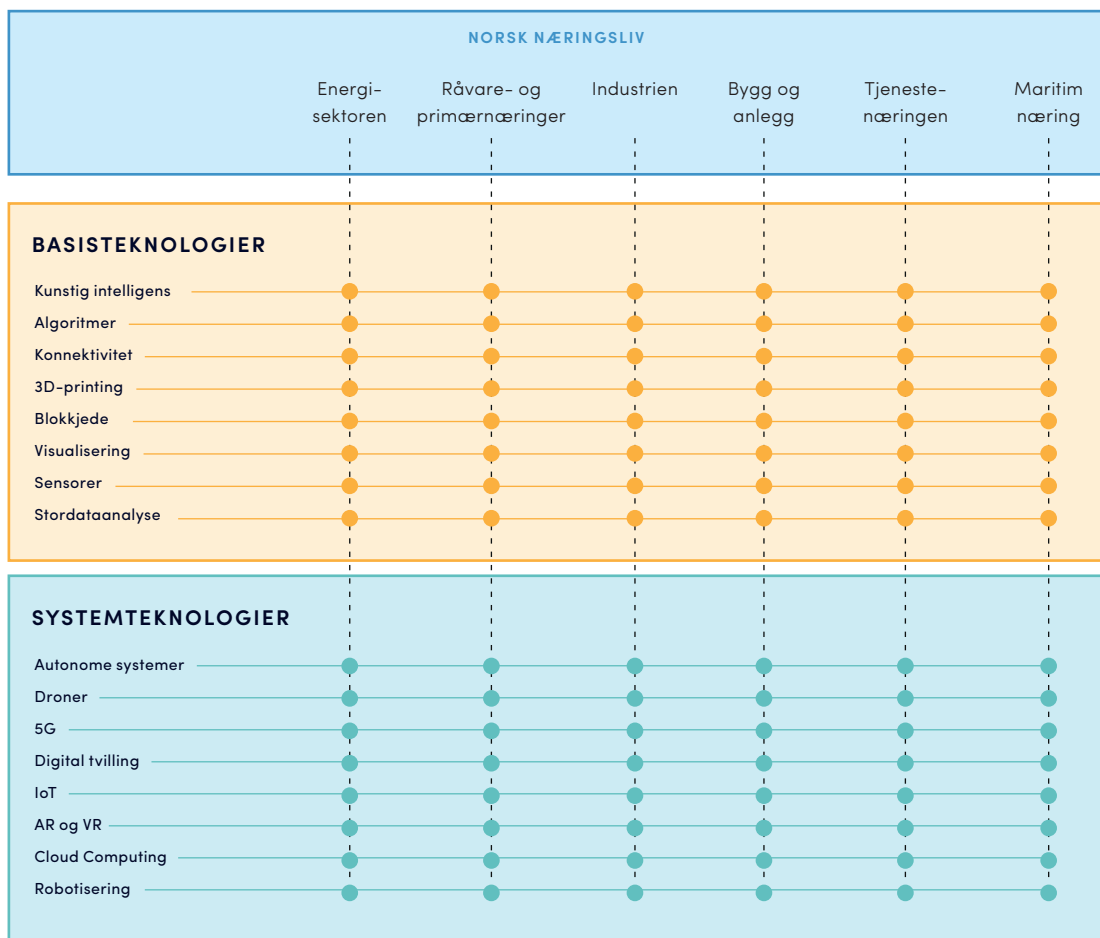 NORSK NÆRINGSLIV
Energi-
sektoren
Råvare- og
primærnæringer
Industrien
Bygg og
anlegg
Tjeneste-
næringen
Maritim
næring
BASISTEKNOLOGIER
Kunstig intelligens
Algoritmer
Konnektivitet
3D-printing
Blokkjede
Visualisering
Sensorer
Stordataanalyse
SYSTEMTEKNOLOGIER
Autonome systemer
Droner
5G
Digital tvilling
IoT
AR og VR
Cloud Computing
Robotisering